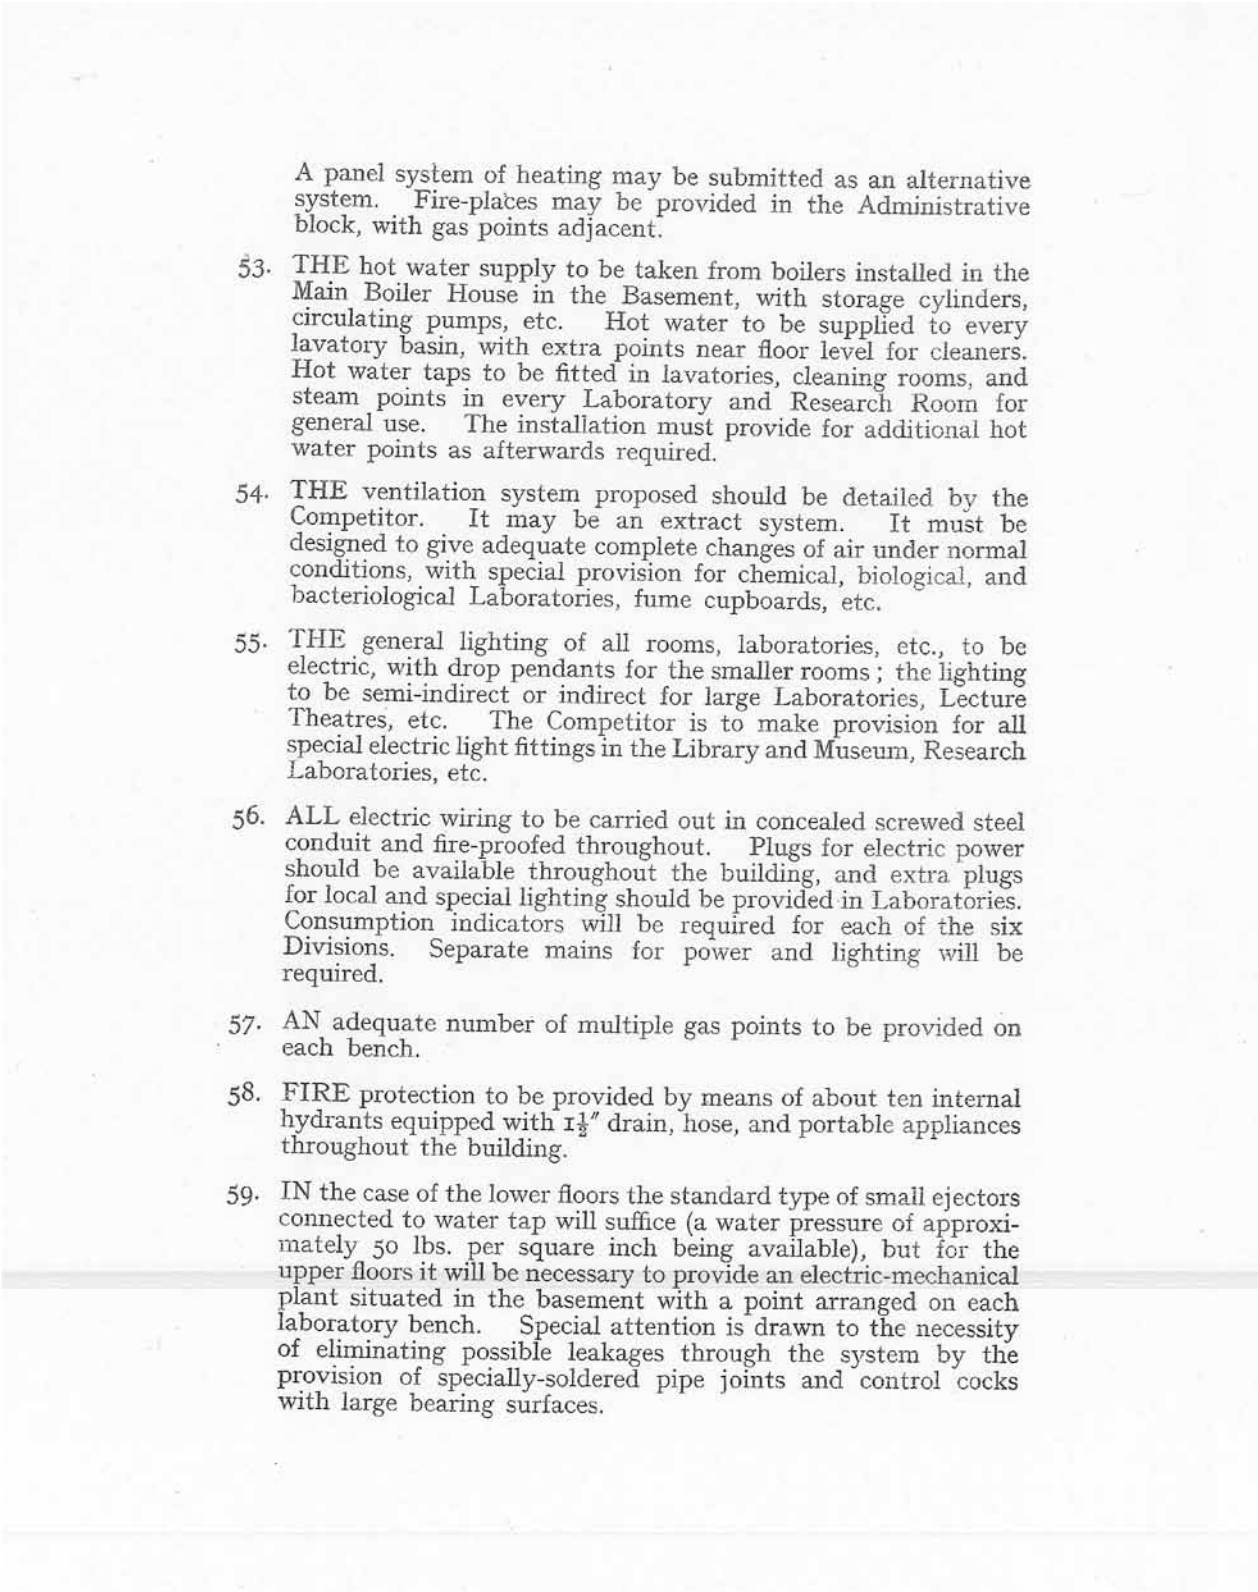 A panel system of heating may be submitted as an alternative
system. Fire-places may be provided in the Administrative
block, with gas points adjacent.
53. THE hot water supply to be taken from boilers installed in the
Main Boiler House in the Basement, with storage cylinders,
circulating pumps, etc. Hot water to be supplied to every
lavatory basin, with extra points near floor level for cleaners.
Hot water taps to be fitted in lavatories, cleaning rooms, and
steam points in every Laboratory and Research Room for
general use. The installation must provide for additional hot
water points as afterwards required.
54. THE ventilation system proposed should be detailed by the
Competitor. It may be an extract system. It must be
designed to give adequate complete changes of air under normal
conditions, with special provision for chemical, biological, and
bacteriological Laboratories, fume cupboards, etc.
55. THE general lighting of all rooms, laboratories, etc., to be
electric, with drop pendants for the smaller rooms ; the lighting
to be semi-indirect or indirect for large Laboratories, Lecture
Theatres, etc. The Competitor is to make provision for all
special electric light fittings in the Library and Museum, Research
Laboratories, etc.
56. ALL electric wiring to be carried out in concealed screwed steel
conduit and fire-proofed throughout. Plugs for electric power
should be available throughout the building, and extra plugs
for local and special lighting should be provided in Laboratories.
Consumption indicators will be required for each of the six
Divisions. Separate mains for power and lighting will be
required.
57. AN adequate number of multiple gas points to be provided on
each bench.
58. FIRE protection to be provided by means of about ten internal
hydrants equipped with 1½″ drain, hose, and portable appliances
throughout the building.
59. IN the case of the lower floors the standard type of small ejectors
connected to water tap will suffice (a water pressure of approxi-
mately 50 lbs. per square inch being available), but for the
upper floors it will be necessary to provide an electric-mechanical
plant situated in the basement with a point arranged on each
laboratory bench. Special attention is drawn to the necessity
of eliminating possible leakages through the system by the
provision of specially-soldered pipe joints and control cocks
with large bearing surfaces.